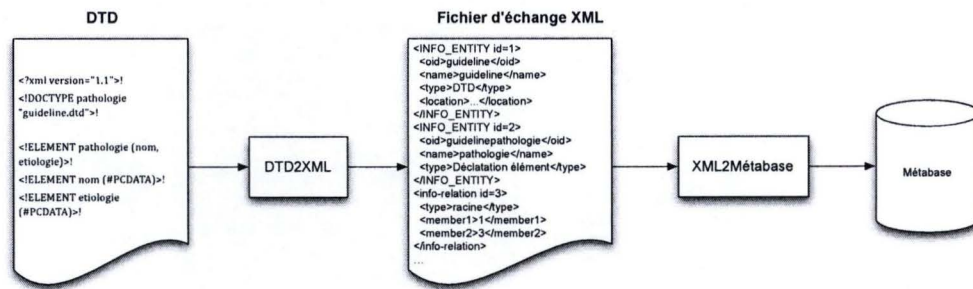 DTD
<?xml version="1.1">!
<!DOCTYPE pathologie
"guideline.dtd">!
<!ELEMENT pathologie (nom,
etiologie)>!
<!ELEMENT nom (#PCDATA)>!
<!ELEMENT etiologie
(#PCDATA)>!
DTD2XML
Fichier d'échange XML
<INFO_ENTITY id=1>
<oid>guideline</oid>
<name>guideline</name>
<type>DTD</type>
<location>...</location>
</INFO_ENTITY>
<INFO_ENTITY id=2>
<oid>guidelinepathologie</oid>
<name>pathologie</name>
<type>Déclatation élément</type>
</INFO_ENTITY>
<info-relation id=3>
<type>racine</type>
<member1>1</member1>
<member2>3</member2>
</info-relation>
...
XML2Métabase
Métabase